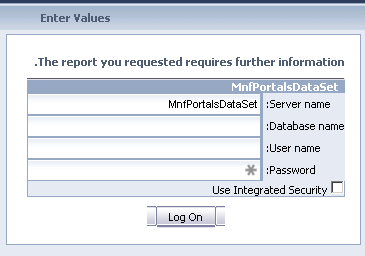 Enter Values
.The report you requested requires further information
MnfPortalsDataSet
MnfPortalsDataSet :Server name
:Database name
:User name
:Password
Use Integrated Security
Log On